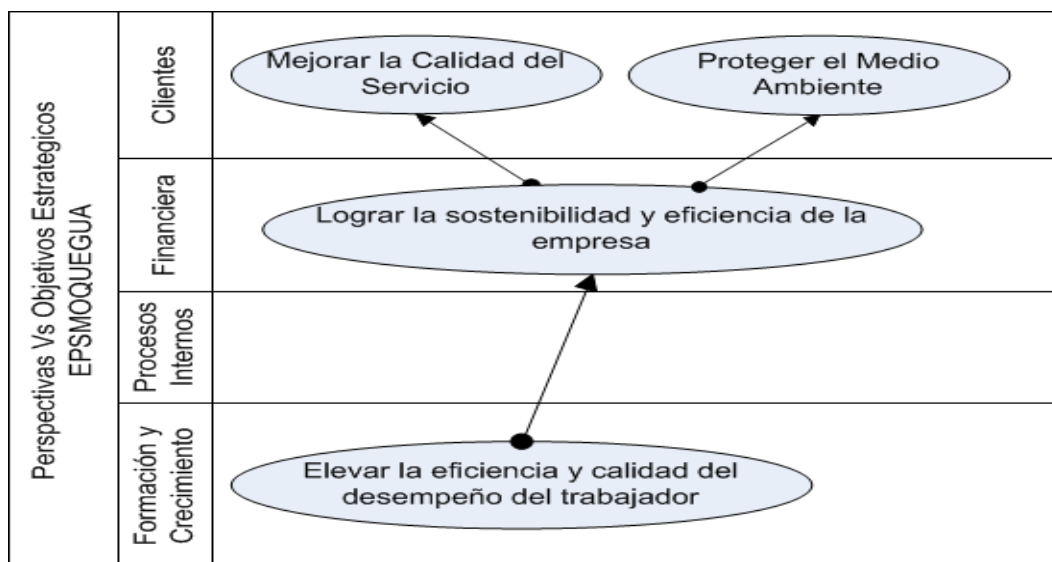 Perspectivas Vs Objetivos Estrategicos
EPSMOQUEGUA
Clientes
Mejorar la Calidad del
Servicio
Proteger el Medio
Ambiente
Financiera
Lograr la sostenibilidad y eficiencia de la
empresa
Procesos
Internos
Formación y
Crecimiento
Elevar la eficiencia y calidad del
desempeño del trabajador